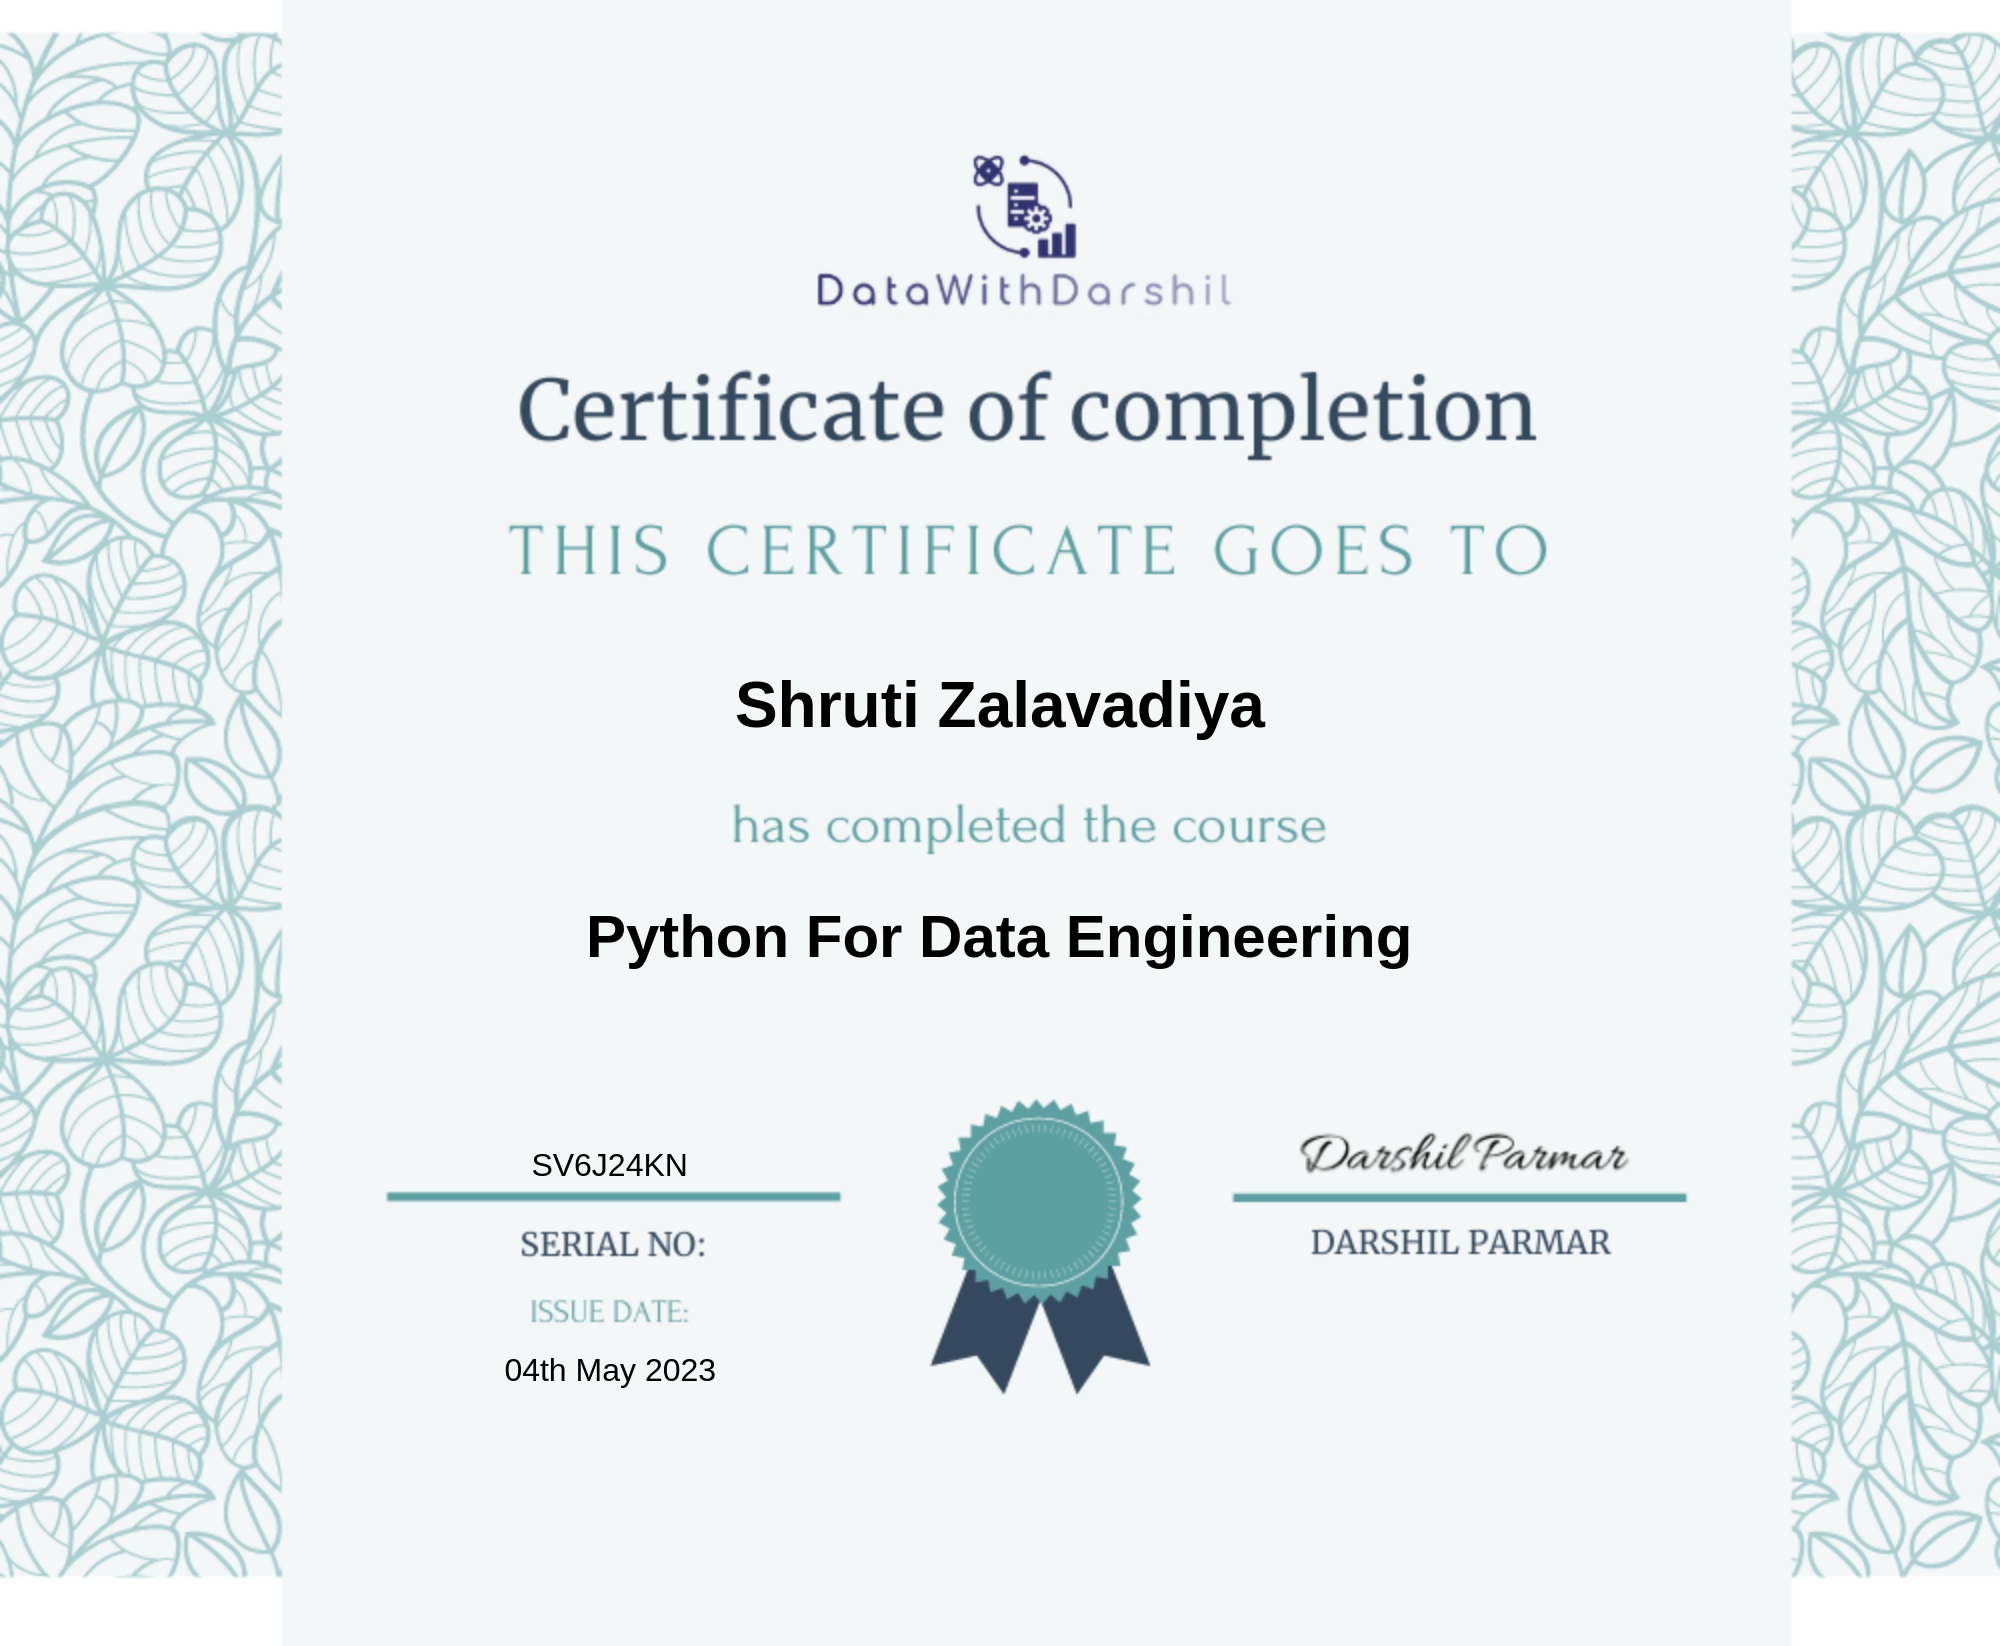 DataWithDarshil
Certificate of completion
THIS CERTIFICATE GOES TO
Shruti Zalavadiya
has completed the course
Python For Data Engineering
SV6J24KN
SERIAL NO:
ISSUE DATE:
04th May 2023
Darshil Parmar
DARSHIL PARMAR